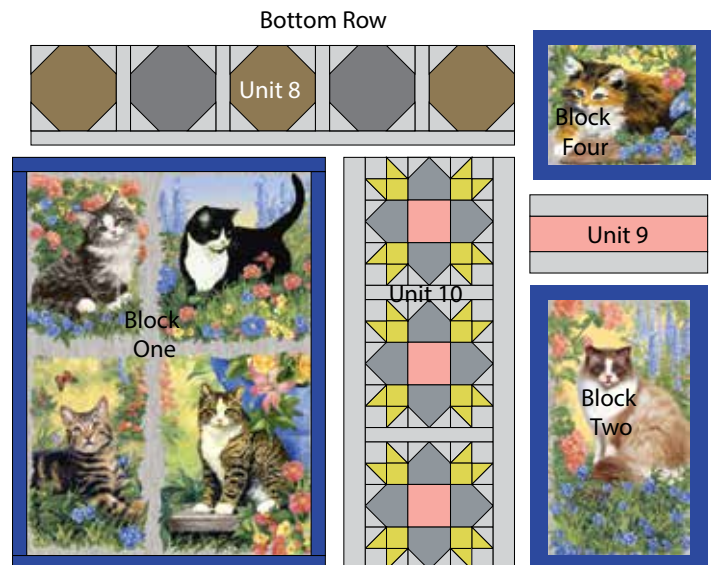 Bottom Row
Unit 8
Block
Four
Unit 9
Unit 10
Block
One
Block
Two